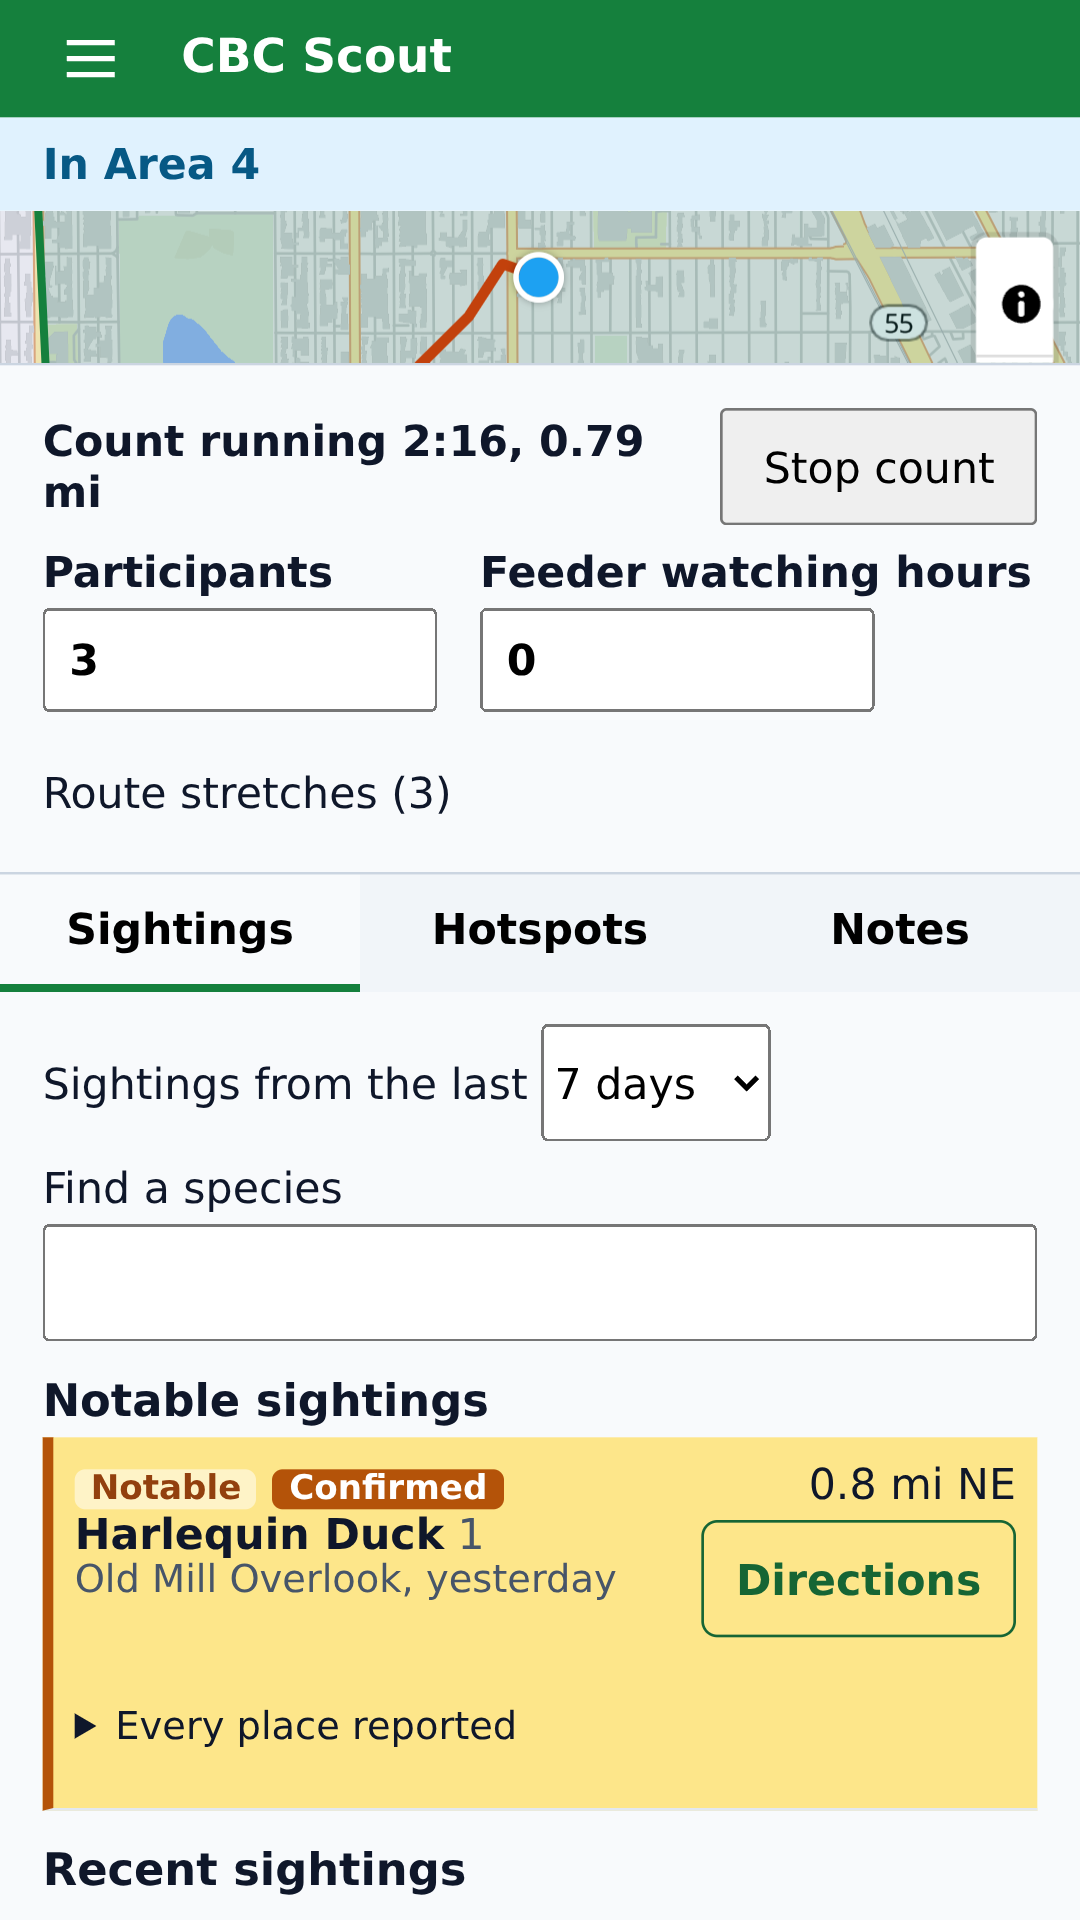 CBC Scout
In Area 4
55
Count running 2:16, 0.79
mi
Stop count
Participants
Feeder watching hours
3
0
Route stretches (3)
Sightings
Hotspots
Notes
Sightings from the last
7 days
Find a species
Notable sightings
Notable
Confirmed
0.8 mi NE
Harlequin Duck 1
Old Mill Overlook, yesterday
Directions
Every place reported
Recent sightings